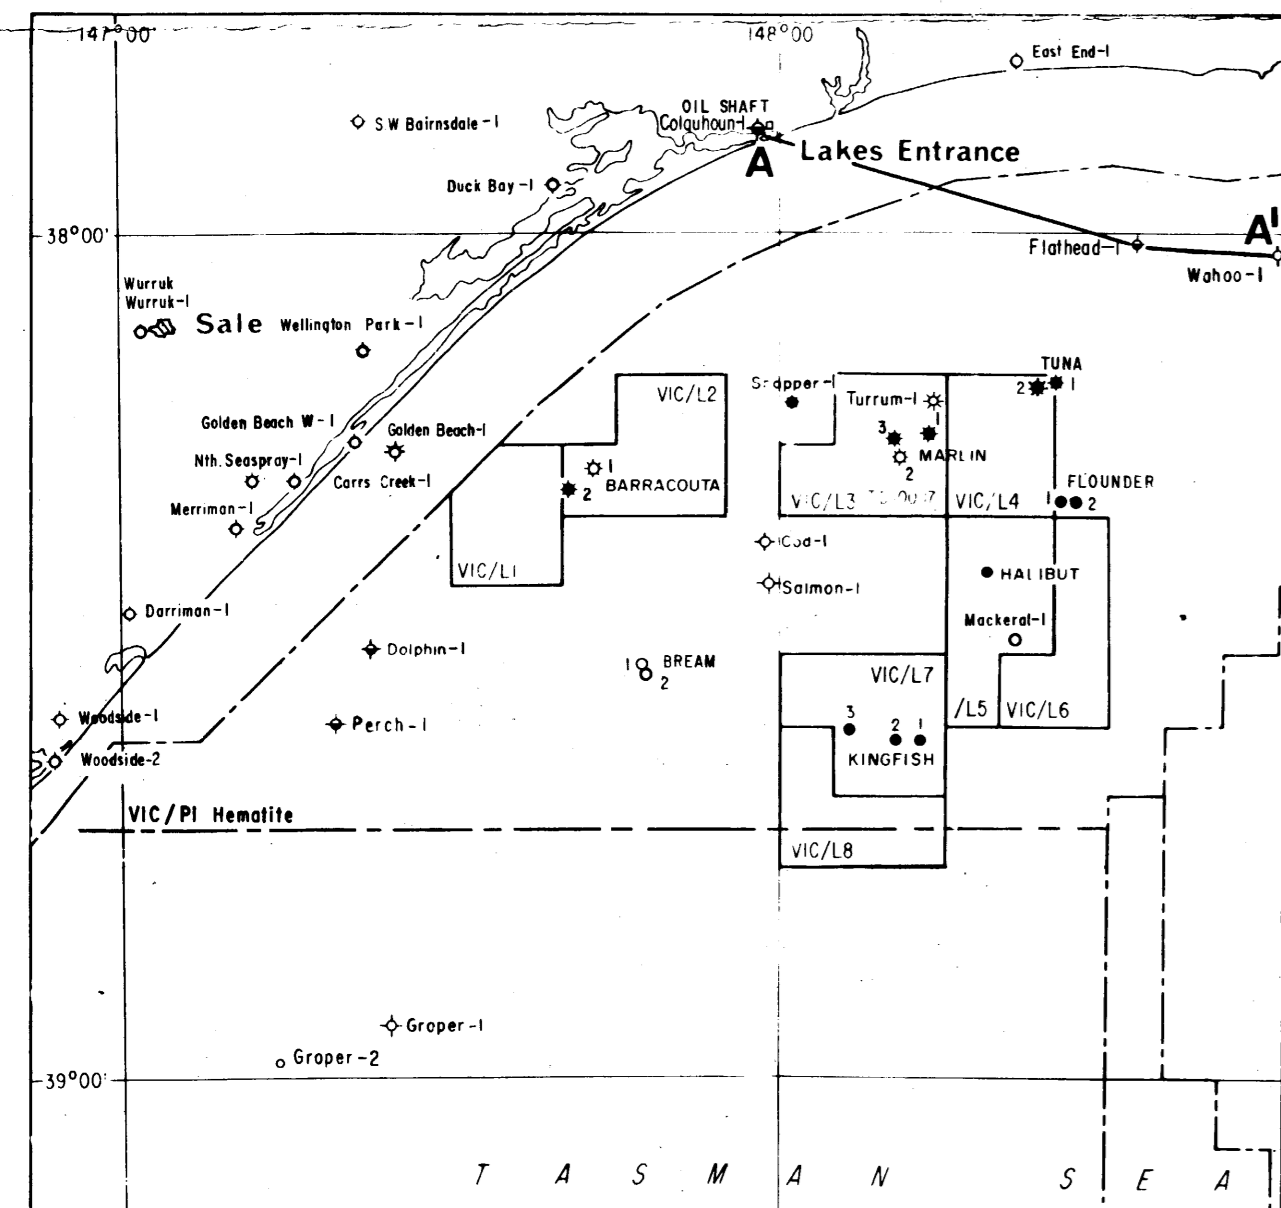 147°00'
148°00'
East End-1
OIL SHAFT
Colquhoun-1
S.W Bairnsdale-1
A
Lakes Entrance
Duck Bay-1
38°00'
A'
Flathead-1
Wahoo-1
Wurruk
Wurruk-1
Sale
Wellington Park-1
TUNA
2
1
VIC/L2
Turrum-1
1
3
MARLIN
2
Golden Beach W-1
Golden Beach-1
Nth. Seaspray-1
Carrs Creek-1
1
BARRACOUTA
2
FLOUNDER
1
2
VIC/L3
VIC/L4
Merriman-1
Cod-1
VIC/L1
HALIBUT
Salmon-1
Darriman-1
Mackeral-1
Dolphin-1
1
BREAM
2
VIC/L7
/L5
VIC/L6
Woodside-1
Perch-1
3
2
1
KINGFISH
Woodside-2
VIC/P1 Hematite
VIC/L8
Groper-1
Groper-2
39°00'
TASMAN SEA